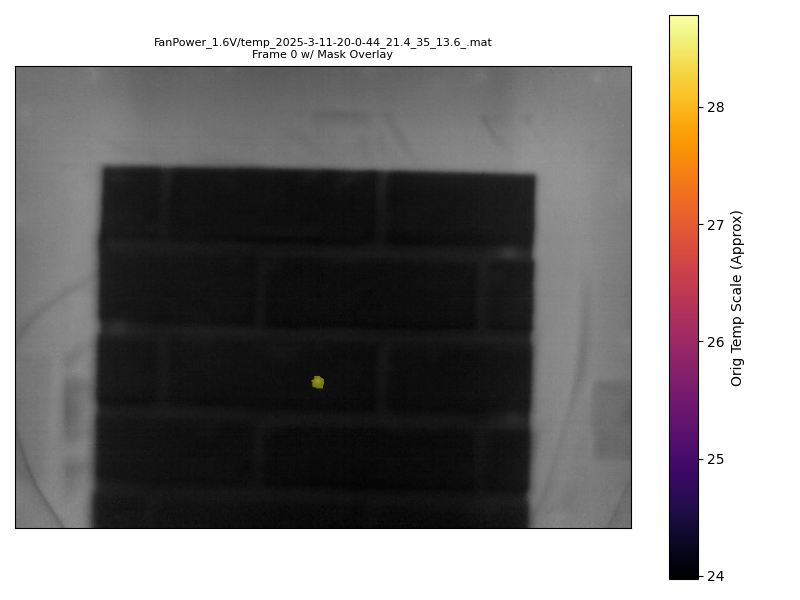 FanPower_1.6V/temp_2025-3-11-20-0-44_21.4_35_13.6_.mat
Frame 0 w/ Mask Overlay
28
27
26
25
24
Orig Temp Scale (Approx)